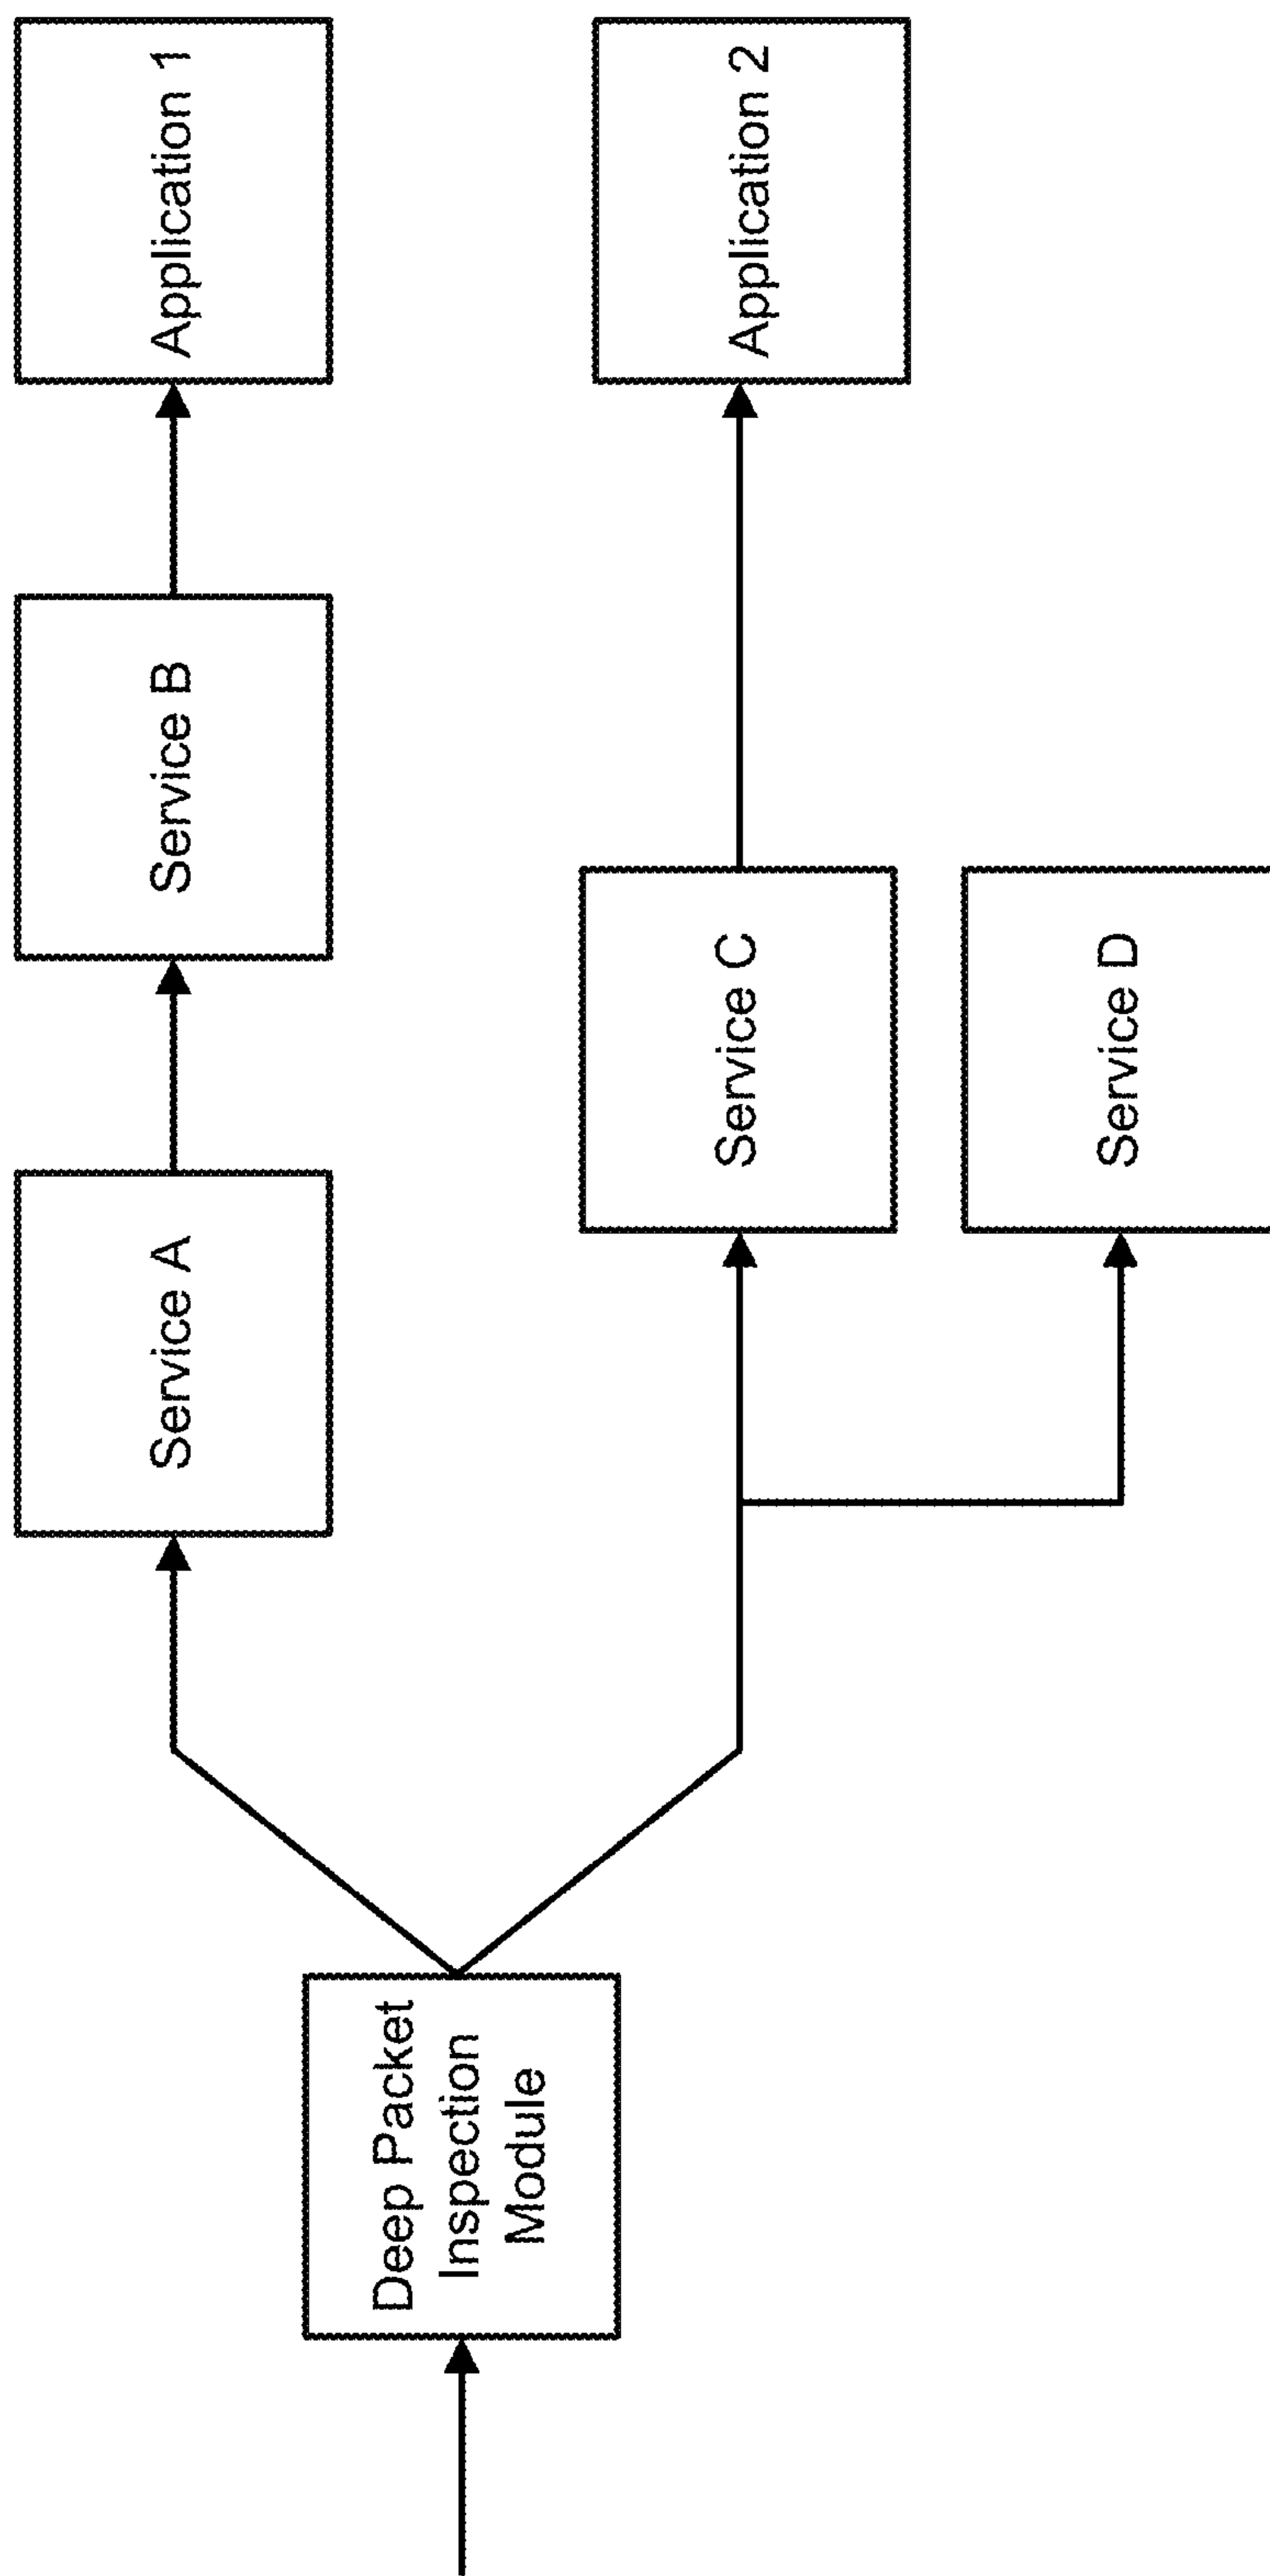 Deep Packet
Inspection
Module
Service A
Service B
Application 1
Service C
Application 2
Service D